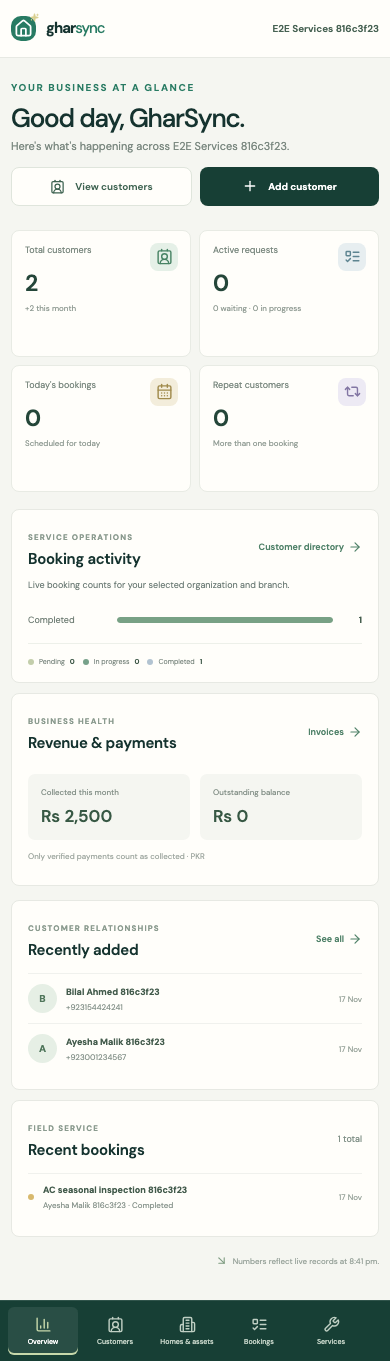 gharsync
E2E Services 816c3f23
YOUR BUSINESS AT A GLANCE
Good day, GharSync.
Here's what's happening across E2E Services 816c3f23.
View customers
Add customer
Total customers
2
+2 this month
Active requests
0
0 waiting · 0 in progress
Today's bookings
0
Scheduled for today
Repeat customers
0
More than one booking
SERVICE OPERATIONS
Booking activity
Customer directory
Live booking counts for your selected organization and branch.
Completed 1
Pending 0 In progress 0 Completed 1
BUSINESS HEALTH
Revenue & payments
Invoices
Collected this month
Rs 2,500
Outstanding balance
Rs 0
Only verified payments count as collected · PKR
CUSTOMER RELATIONSHIPS
Recently added
See all
B
Bilal Ahmed 816c3f23
+923154424241
17 Nov
A
Ayesha Malik 816c3f23
+923001234567
17 Nov
FIELD SERVICE
Recent bookings
1 total
AC seasonal inspection 816c3f23
Ayesha Malik 816c3f23 · Completed
17 Nov
Numbers reflect live records at 8:41 pm.
Overview
Customers
Homes & assets
Bookings
Services